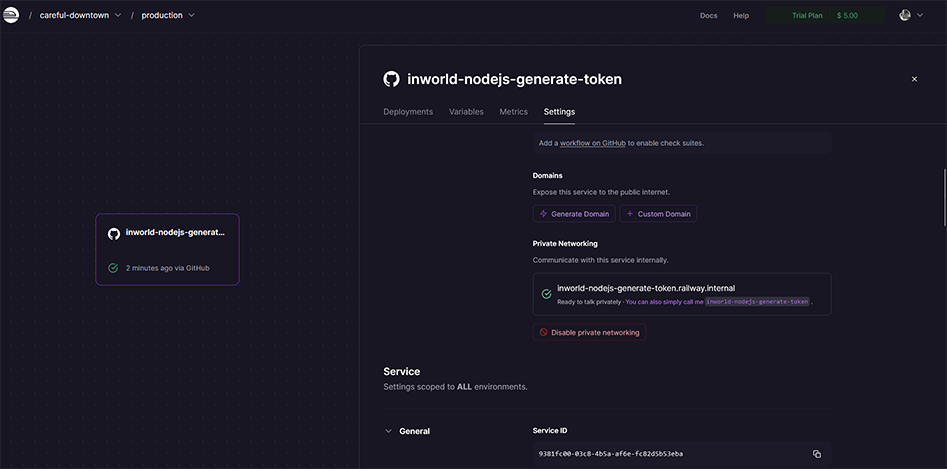 / careful-downtown / production Docs Help Trial Plan $ 5.00
inworld-nodejs-generate-token
Deployments Variables Metrics Settings
Add a workflow on GitHub to enable check suites.
Domains
Expose this service to the public internet.
Generate Domain + Custom Domain
inworld-nodejs-generat...
2 minutes ago via GitHub
Private Networking
Communicate with this service internally.
inworld-nodejs-generate-token.railway.internal
Ready to talk privately · You can also simply call me inworld-nodejs-generate-token .
Disable private networking
Service
Settings scoped to ALL environments.
General
Service ID
9381fc00-03c8-4b5a-af6e-fc82d5b53eba